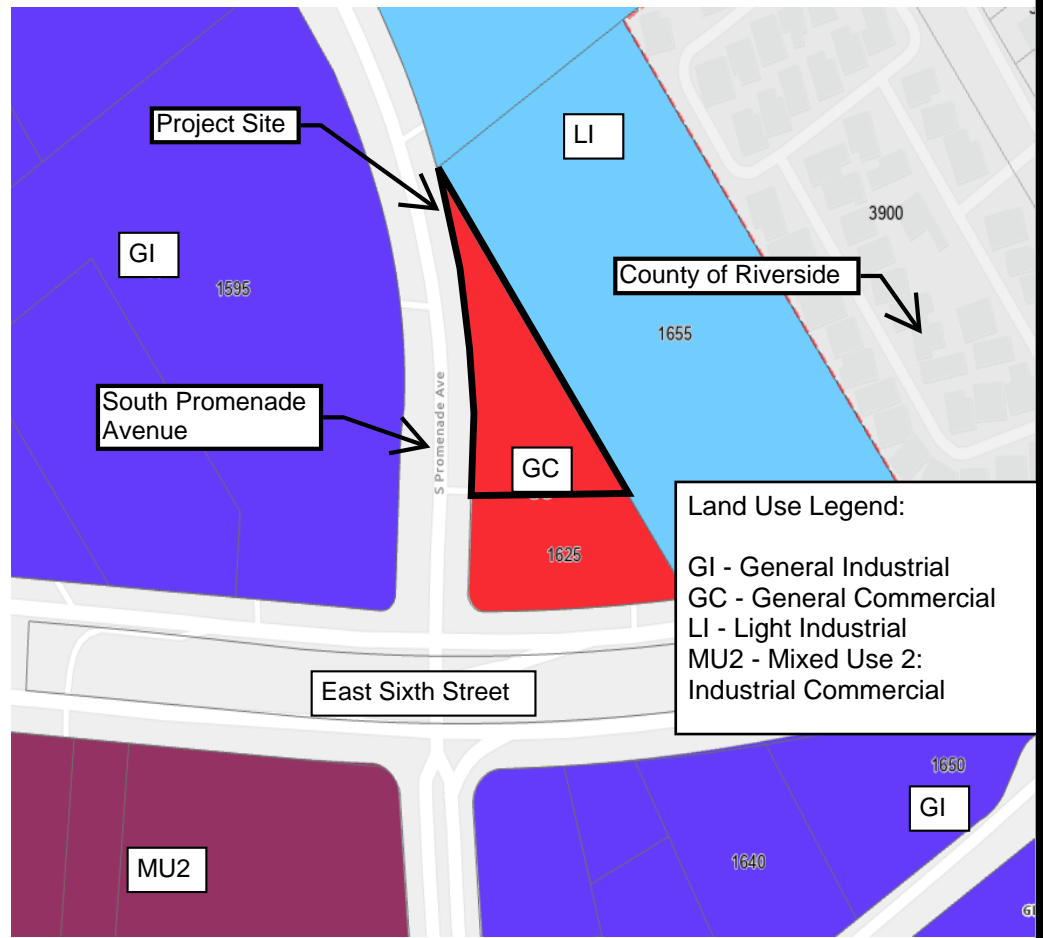 Project Site
LI
3900
GI
1595
County of Riverside
1655
South Promenade
Avenue
S Promenade Ave
GC
1625
Land Use Legend:
GI - General Industrial
GC - General Commercial
LI - Light Industrial
MU2 - Mixed Use 2:
Industrial Commercial
East Sixth Street
1650
GI
MU2
1640